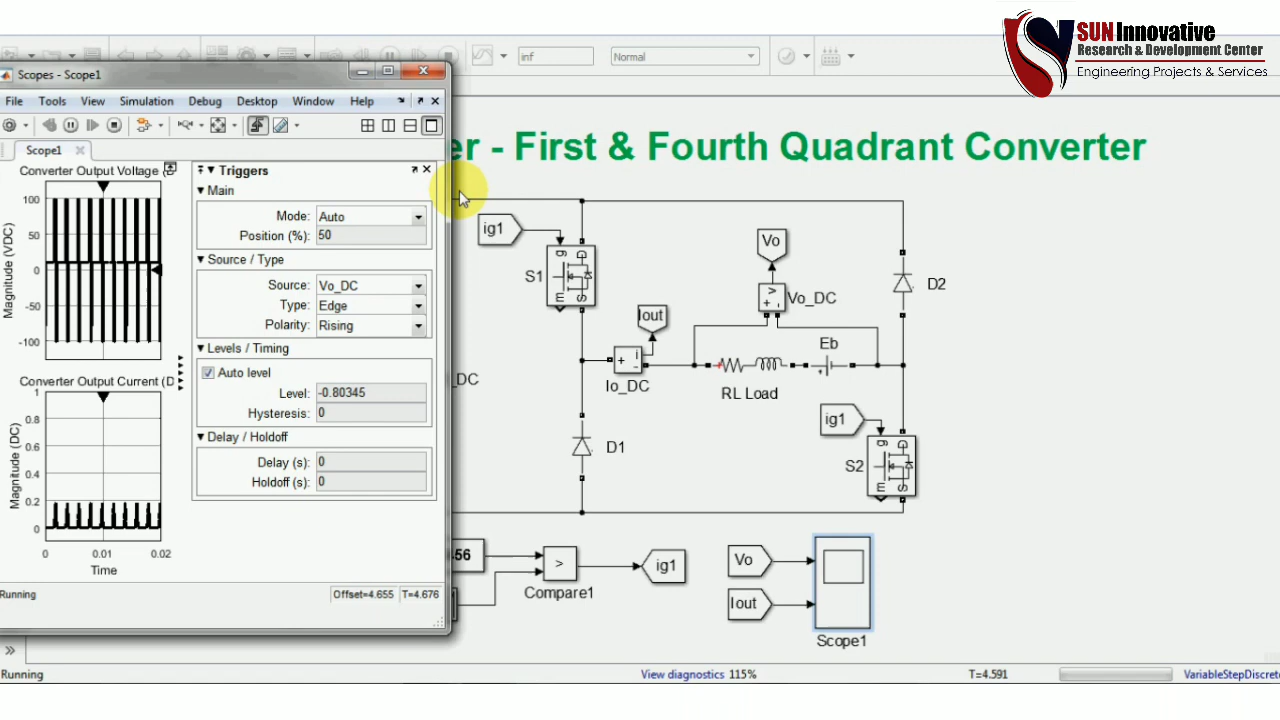 SUN Innovative
Research & Development Center
Engineering Projects & Services
inf
Normal
Scopes - Scope1
File Tools View Simulation Debug Desktop Window Help
Scope1
er - First & Fourth Quadrant Converter
Converter Output Voltage (
Magnitude (VDC)
100
50
0
-50
-100
Converter Output Current (D
Magnitude (DC)
1
0.8
0.6
0.4
0.2
0
0 0.01 0.02
Time
Triggers
Main
Mode: Auto
Position (%): 50
Source / Type
Source: Vo_DC
Type: Edge
Polarity: Rising
Levels / Timing
Auto level
Level: -0.80345
Hysteresis: 0
Delay / Holdoff
Delay (s): 0
Holdoff (s): 0
Running
Offset=4.655 T=4.676
ig1
g
D
S1
m
S
Iout
+ i -
Io_DC
Vo
v
+ -
Vo_DC
RL Load
Eb
+
D2
_DC
D1
ig1
g
D
S2
m
S
56
>
Compare1
ig1
Vo
Iout
Scope1
Running
View diagnostics 115%
T=4.591
VariableStepDiscrete